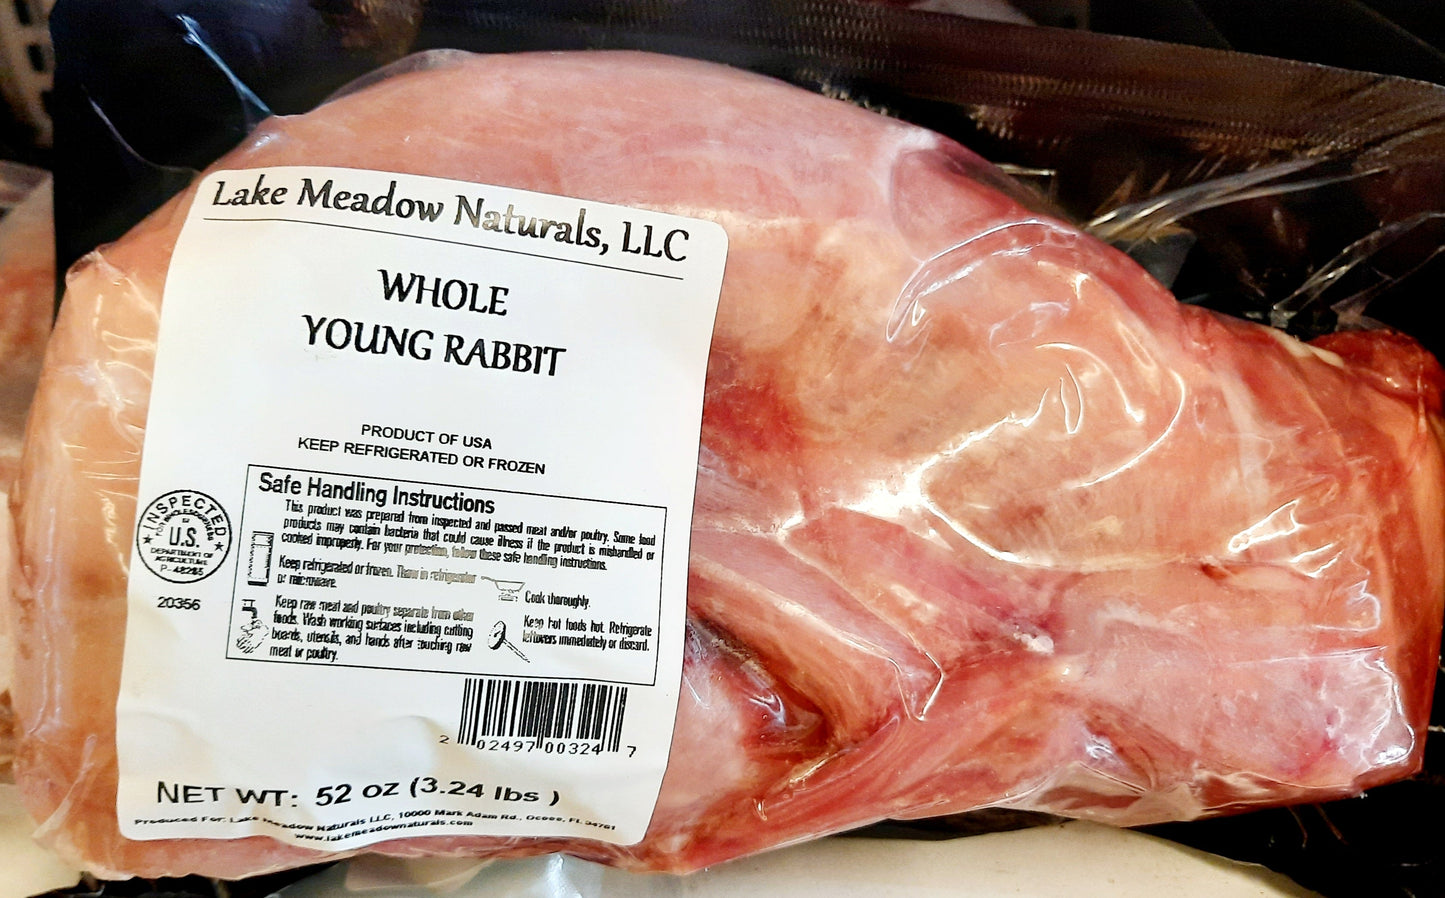 Lake Meadow Naturals, LLC
WHOLE
YOUNG RABBIT
PRODUCT OF USA
KEEP REFRIGERATED OR FROZEN
Safe Handling Instructions
This product was prepared from inspected and passed meat and/or poultry. Some food
products may contain bacteria that could cause illness if the product is mishandled or
cooked improperly. For your protection, follow these safe handling instructions.
Keep refrigerated or frozen. Thaw in refrigerator
or microwave.
Cook thoroughly.
Keep raw meat and poultry separate from other
foods. Wash working surfaces including cutting
boards, utensils, and hands after touching raw
meat or poultry.
Keep hot foods hot. Refrigerate
leftovers immediately or discard.
INSPECTED
U.S.
DEPARTMENT OF
AGRICULTURE
20356
2 02497 00324 7
NET WT: 52 oz (3.24 lbs )
Produced For: Lake Meadow Naturals LLC, 10000 Mark Adam Rd., Ocoee, FL 34761
www.lakemeadownaturals.com